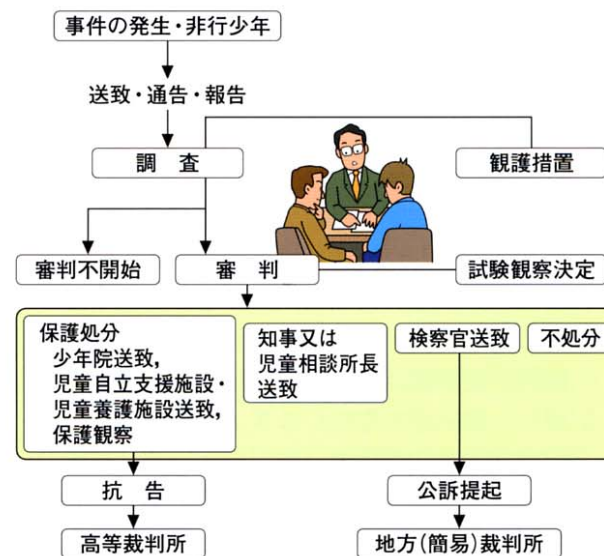 事件の発生・非行少年
送致・通告・報告
調 査
観護措置
審判不開始
審 判
試験観察決定
保護処分
少年院送致,
児童自立支援施設・
児童養護施設送致,
保護観察
知事又は
児童相談所長
送致
検察官送致
不処分
抗 告
公訴提起
高等裁判所
地方(簡易)裁判所